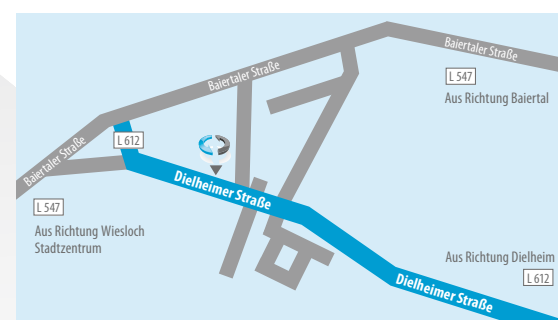 Baiertaler Straße
Baiertaler Straße
L 547
Aus Richtung Baiertal
L 612
Baiertaler Straße
Dielheimer Straße
L 547
Aus Richtung Wiesloch
Stadtzentrum
Aus Richtung Dielheim
L 612
Dielheimer Straße